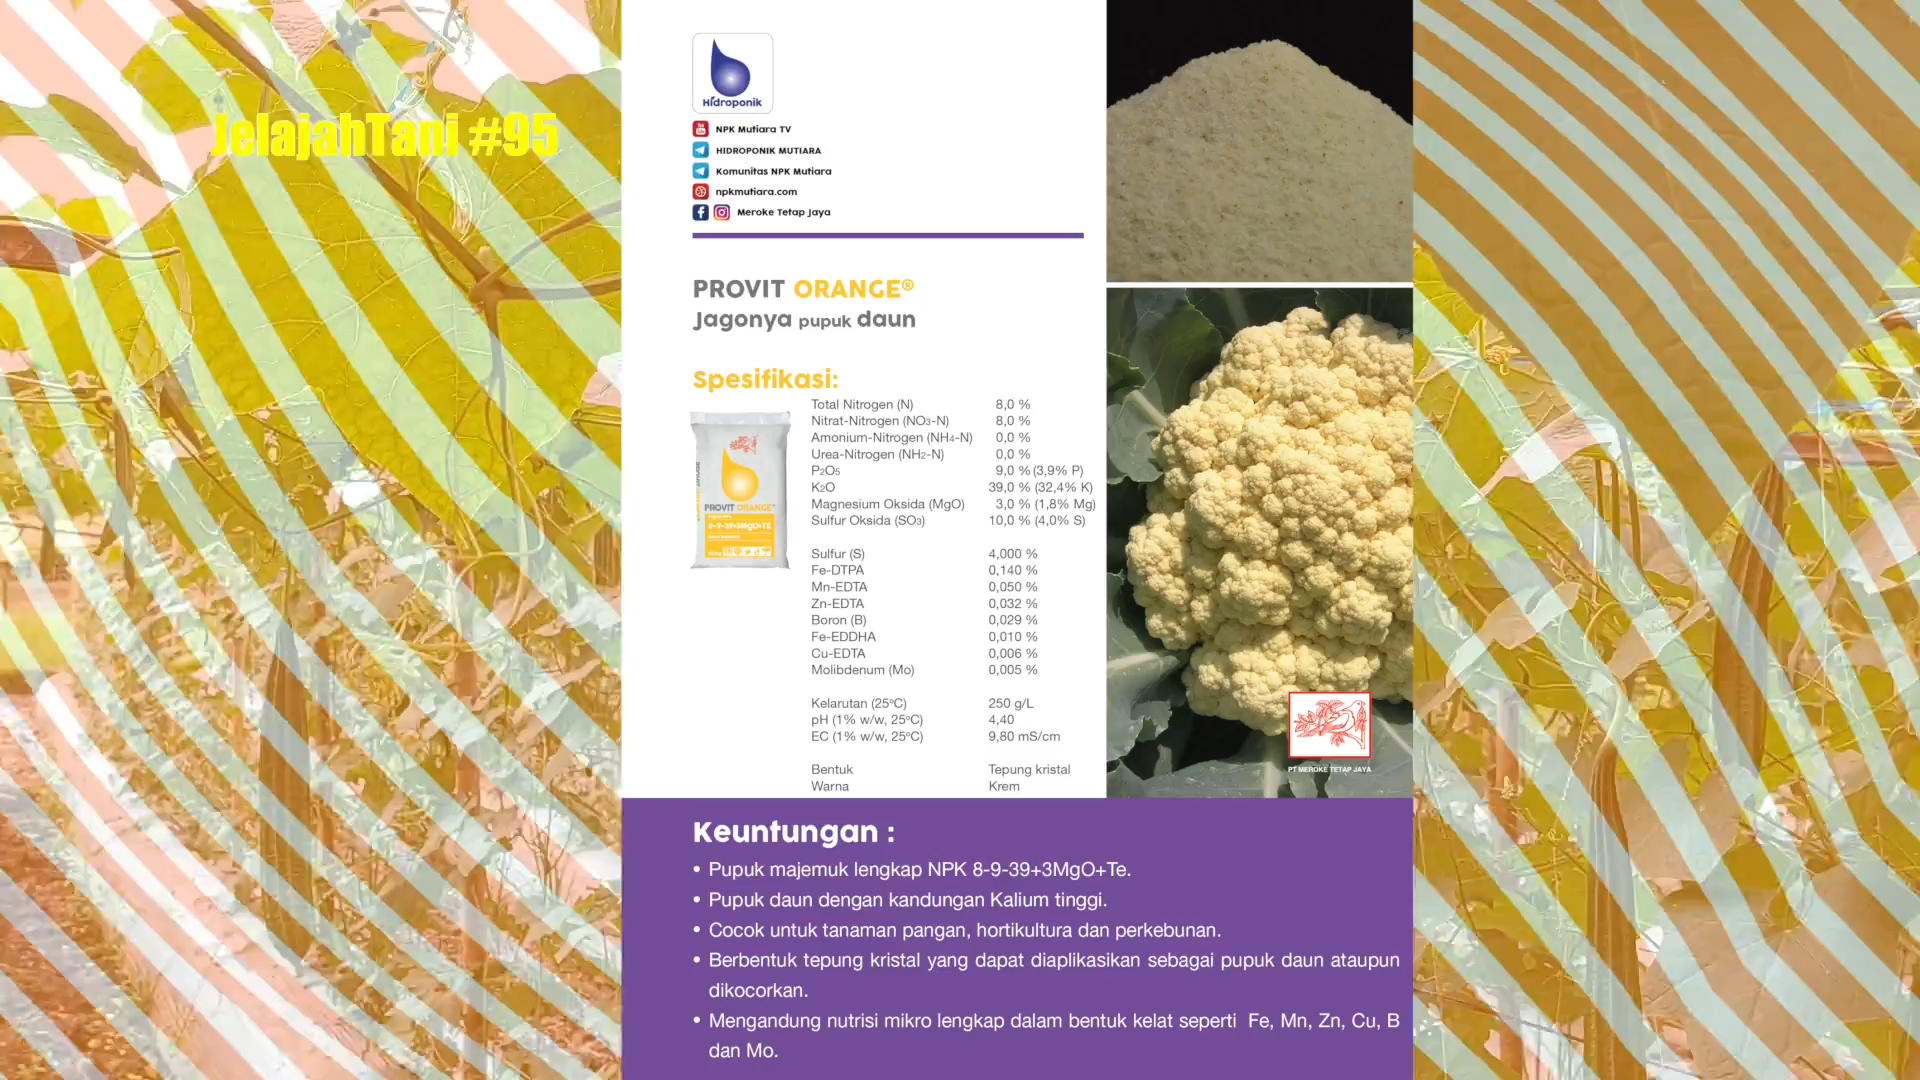 JelajahTani #95
Hidroponik
NPK Mutiara TV
HIDROPONIK MUTIARA
Komunitas NPK Mutiara
npkmutiara.com
Meroke Tetap Jaya
PROVIT ORANGE®
Jagonya pupuk daun
Spesifikasi:
Total Nitrogen (N) 8,0 %
Nitrat-Nitrogen (NO3-N) 8,0 %
Amonium-Nitrogen (NH4-N) 0,0 %
Urea-Nitrogen (NH2-N) 0,0 %
P2O5 9,0 % (3,9% P)
K2O 39,0 % (32,4% K)
Magnesium Oksida (MgO) 3,0 % (1,8% Mg)
Sulfur Oksida (SO3) 10,0 % (4,0% S)
Sulfur (S) 4,000 %
Fe-DTPA 0,140 %
Mn-EDTA 0,050 %
Zn-EDTA 0,032 %
Boron (B) 0,029 %
Fe-EDDHA 0,010 %
Cu-EDTA 0,006 %
Molibdenum (Mo) 0,005 %
Kelarutan (25ºC) 250 g/L
pH (1% w/w, 25ºC) 4,40
EC (1% w/w, 25ºC) 9,80 mS/cm
Bentuk Tepung kristal
Warna Krem
PROVIT ORANGE®
8-9-39+3MgO+TE
PT MEROKE TETAP JAYA
Keuntungan :
• Pupuk majemuk lengkap NPK 8-9-39+3MgO+Te.
• Pupuk daun dengan kandungan Kalium tinggi.
• Cocok untuk tanaman pangan, hortikultura dan perkebunan.
• Berbentuk tepung kristal yang dapat diaplikasikan sebagai pupuk daun ataupun
dikocorkan.
• Mengandung nutrisi mikro lengkap dalam bentuk kelat seperti Fe, Mn, Zn, Cu, B
dan Mo.